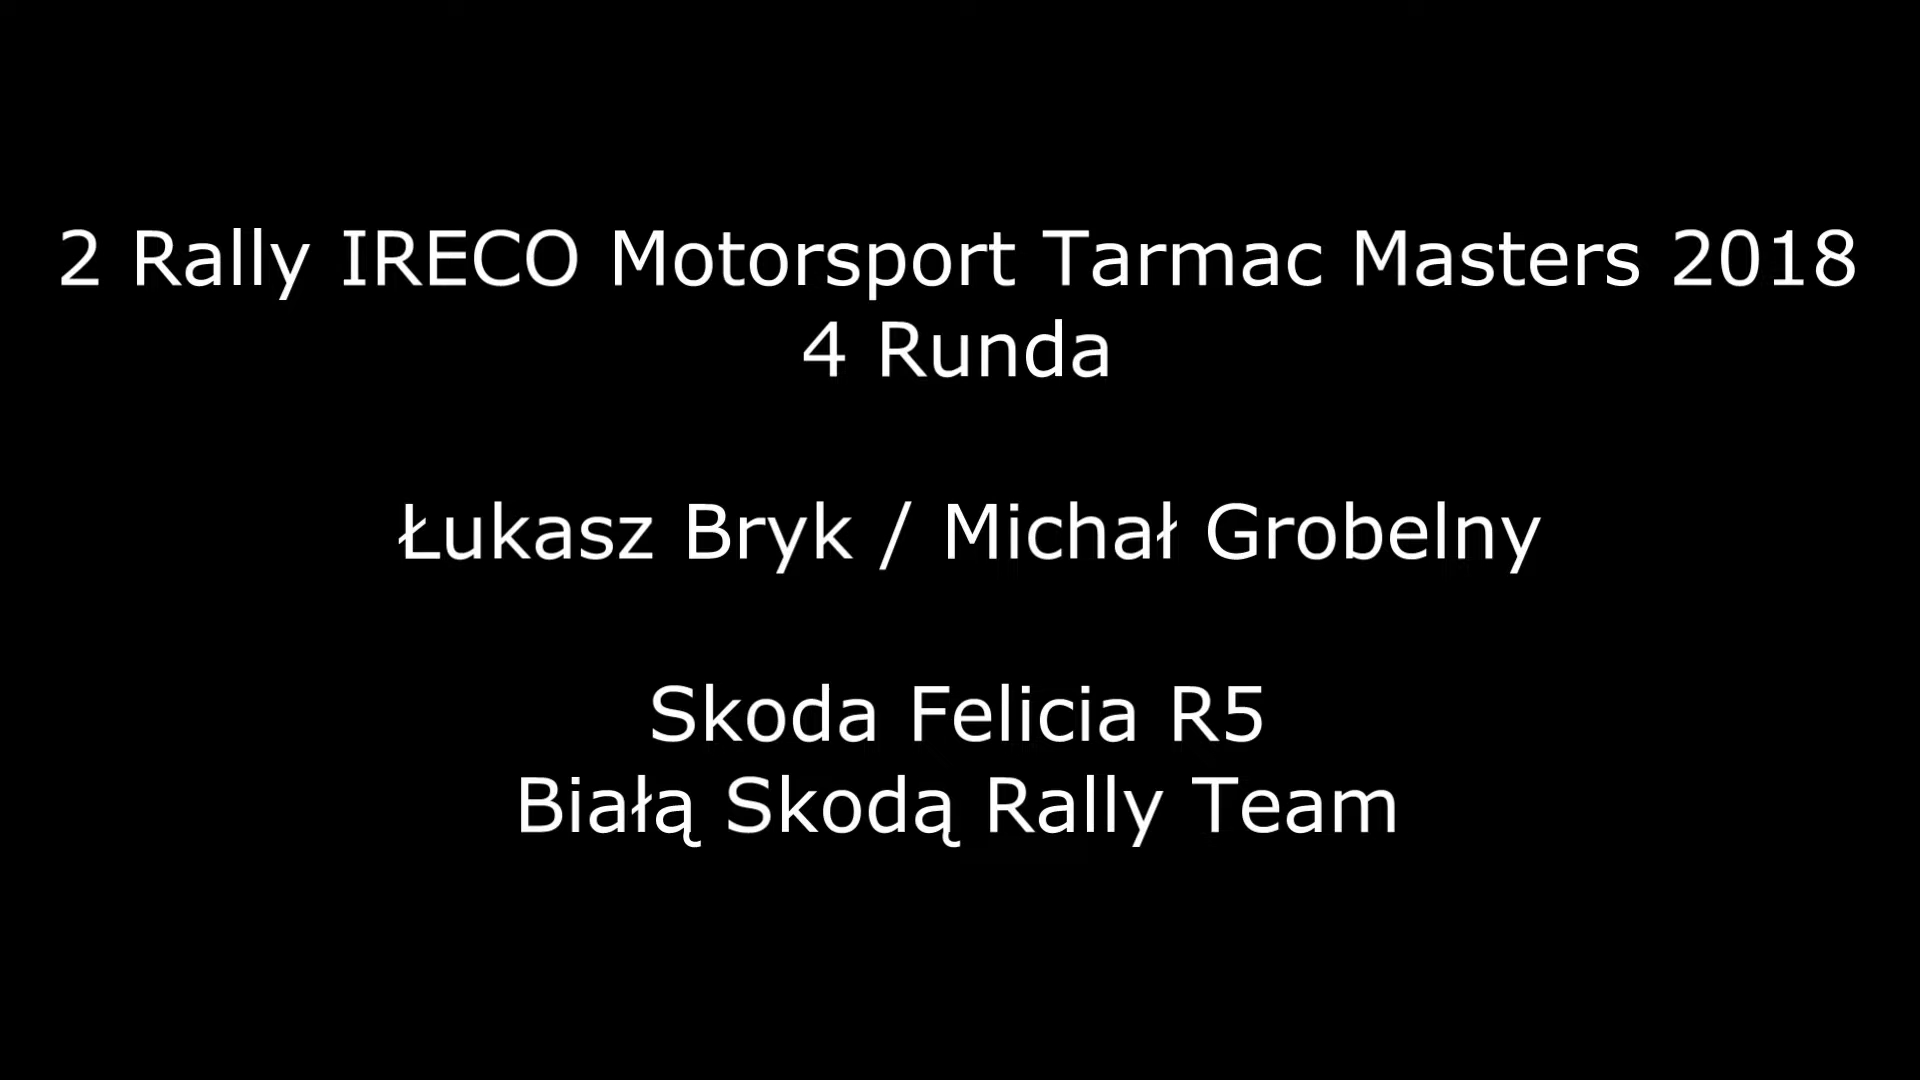 2 Rally IRECO Motorsport Tarmac Masters 2018
4 Runda
Łukasz Bryk / Michał Grobelny
Skoda Felicia R5
Białą Skodą Rally Team